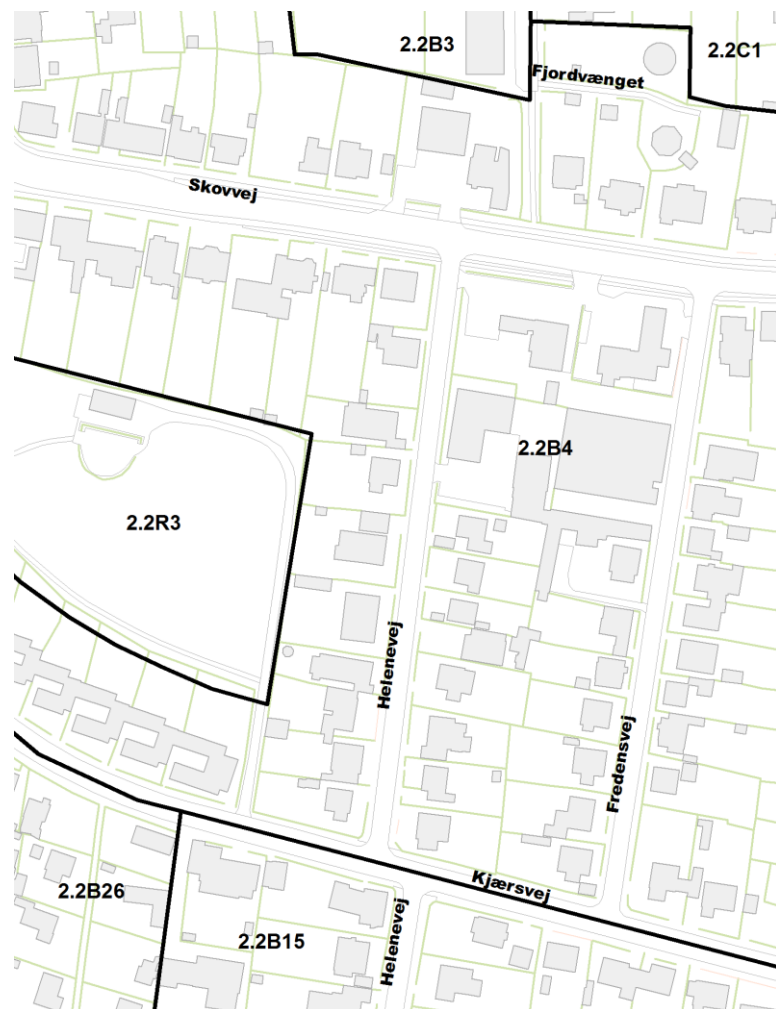 2.2B3
2.2C1
Fjordvænget
Skovvej
2.2B4
2.2R3
Helenevej
Fredensvej
Kjærsvej
2.2B26
2.2B15
Helenevej